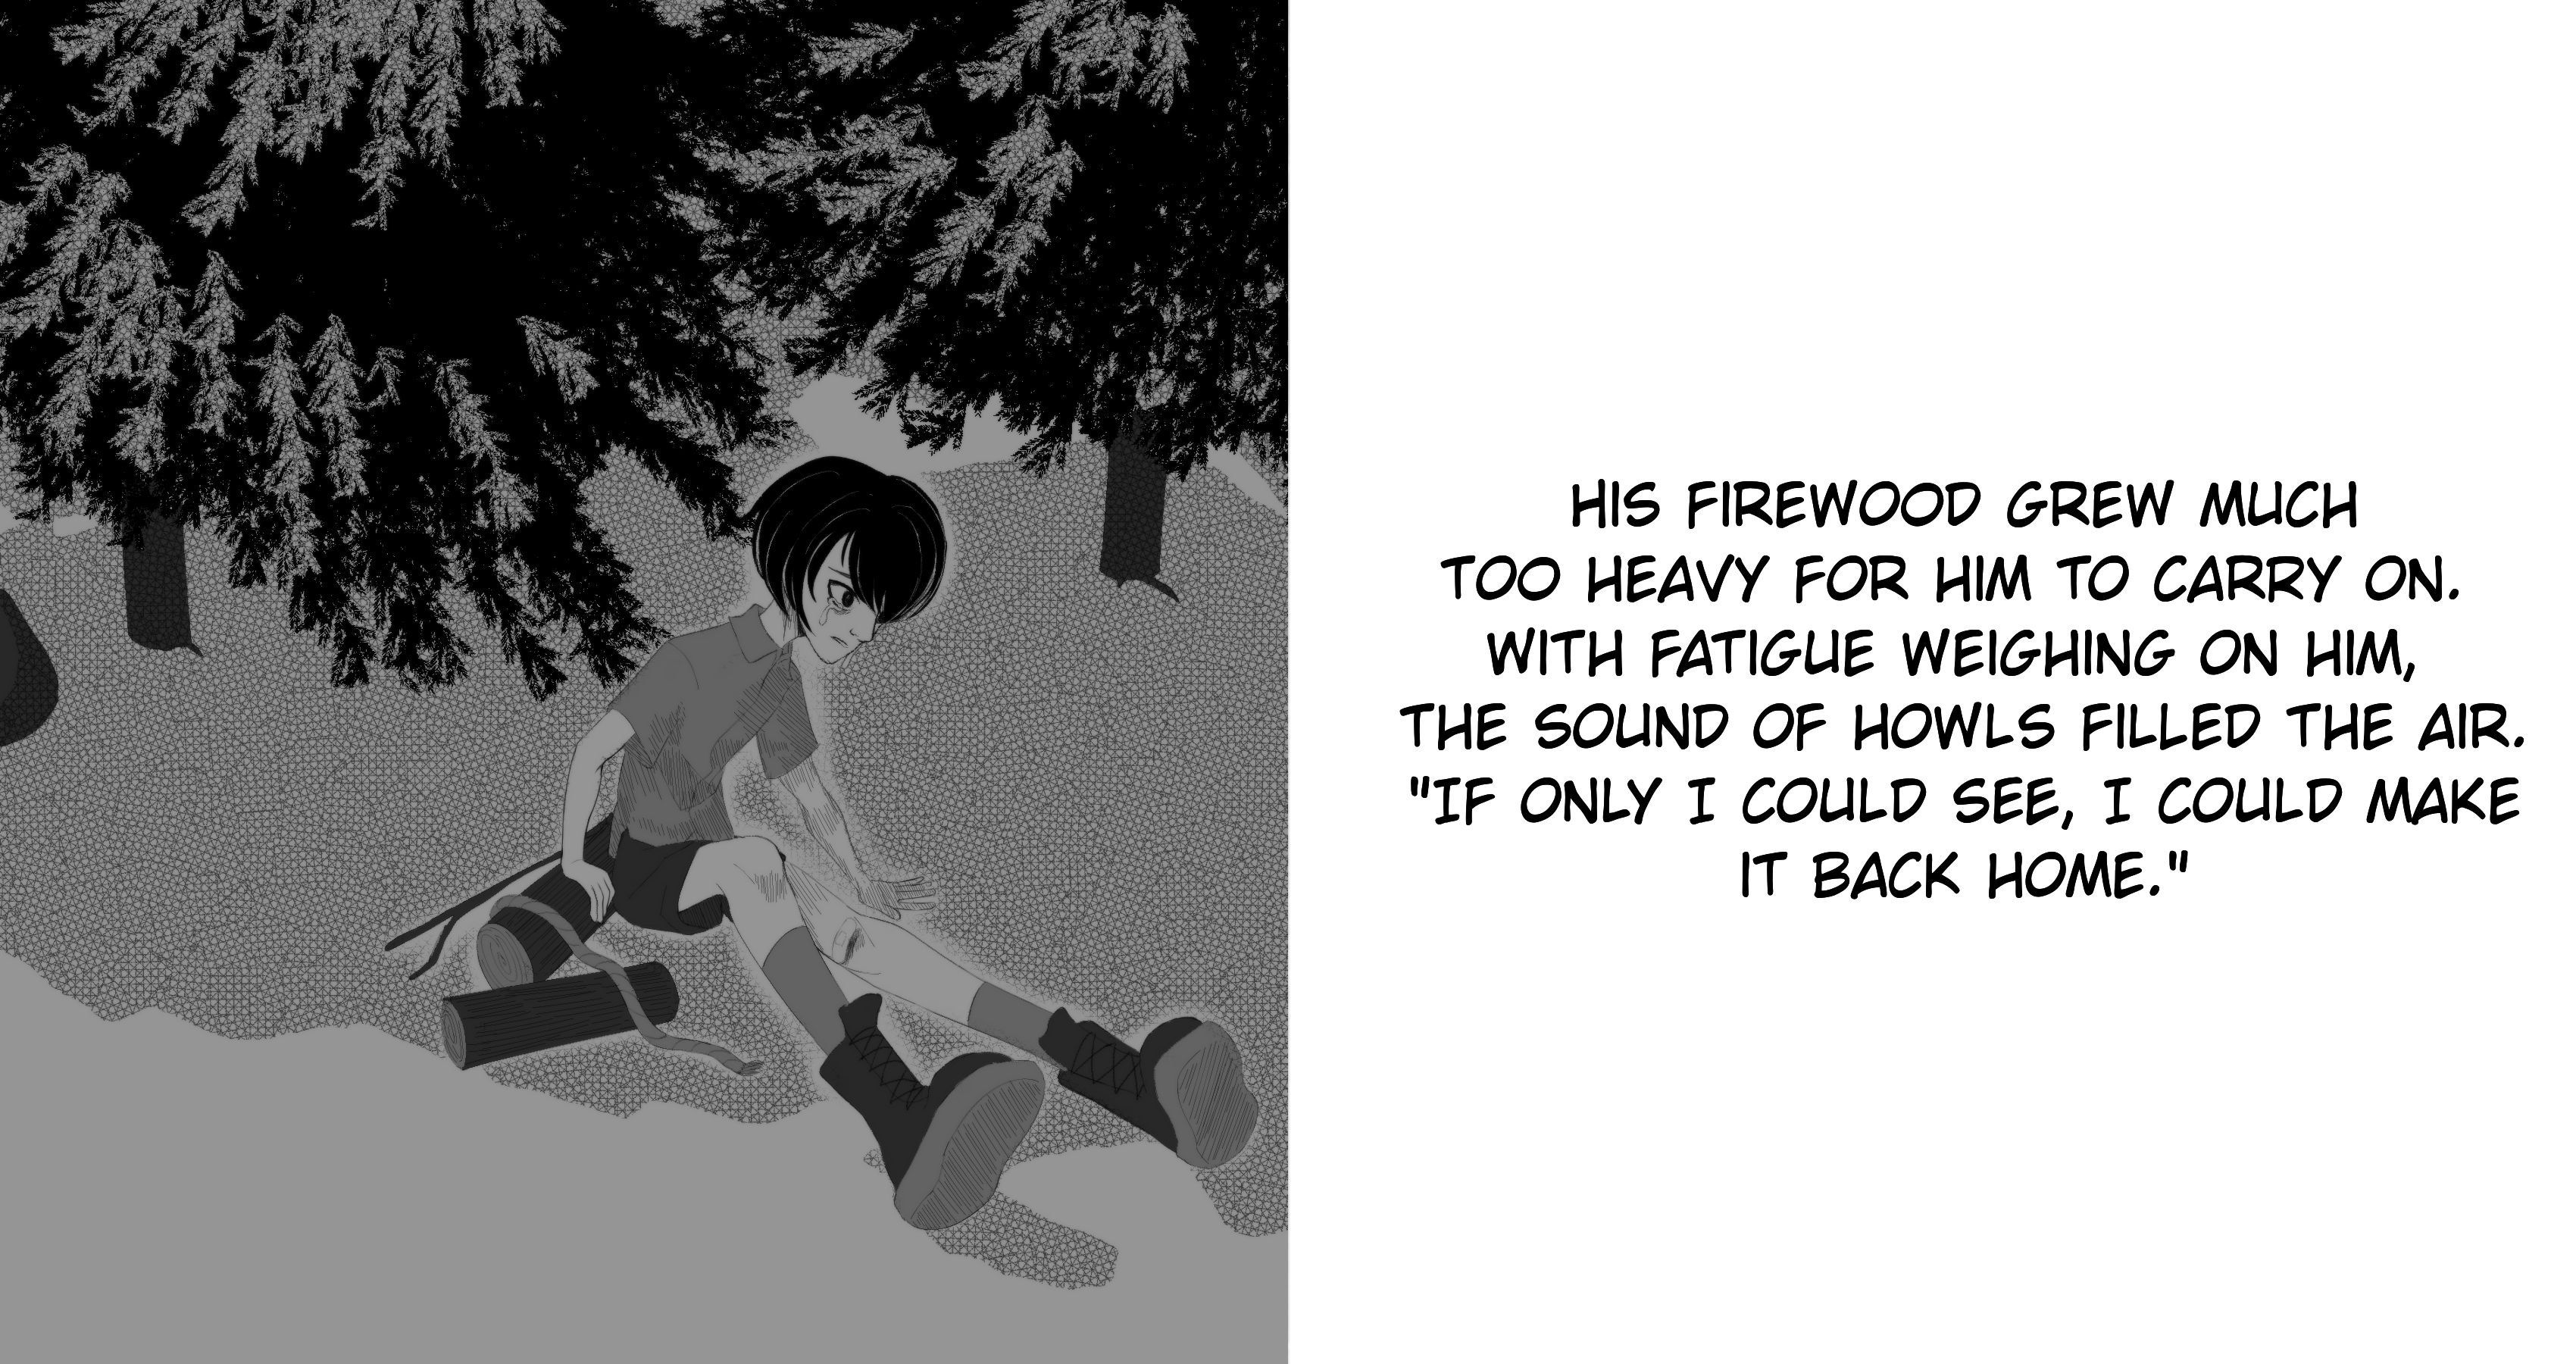 HIS FIREWOOD GREW MUCH
TOO HEAVY FOR HIM TO CARRY ON.
WITH FATIGUE WEIGHING ON HIM,
THE SOUND OF HOWLS FILLED THE AIR.
"IF ONLY I COULD SEE, I COULD MAKE
IT BACK HOME."